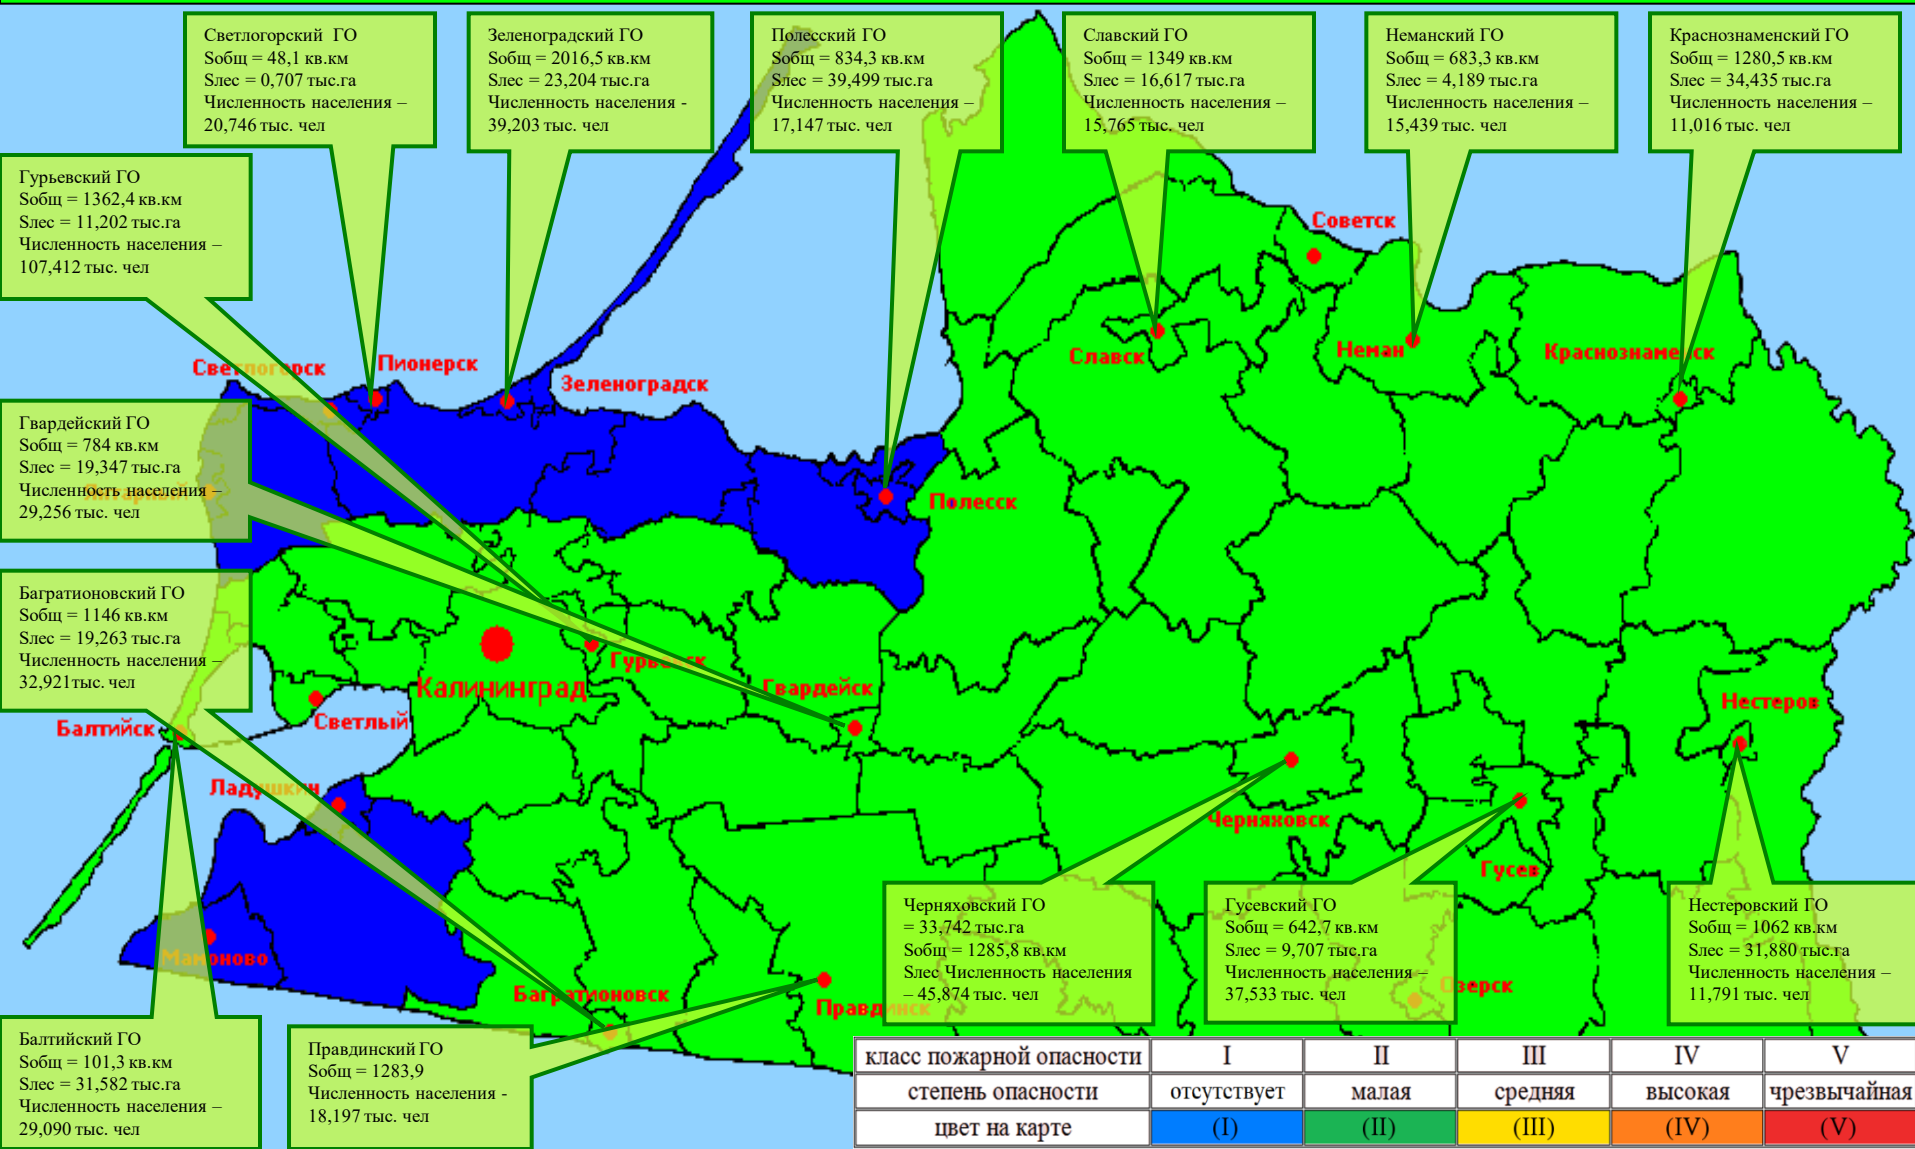 Светлогорский ГО
Sобщ = 48,1 кв.км
Sлес = 0,707 тыс.га
Численность населения –
20,746 тыс. чел
Зеленоградский ГО
Sобщ = 2016,5 кв.км
Sлес = 23,204 тыс.га
Численность населения -
39,203 тыс. чел
Полесский ГО
Sобщ = 834,3 кв.км
Sлес = 39,499 тыс.га
Численность населения –
17,147 тыс. чел
Славский ГО
Sобщ = 1349 кв.км
Sлес = 16,617 тыс.га
Численность населения –
15,765 тыс. чел
Неманский ГО
Sобщ = 683,3 кв.км
Sлес = 4,189 тыс.га
Численность населения –
15,439 тыс. чел
Краснознаменский ГО
Sобщ = 1280,5 кв.км
Sлес = 34,435 тыс.га
Численность населения –
11,016 тыс. чел
Гурьевский ГО
Sобщ = 1362,4 кв.км
Sлес = 11,202 тыс.га
Численность населения –
107,412 тыс. чел
Советск
Светлогорск
Пионерск
Зеленоградск
Славск
Неман
Краснознаменск
Гвардейский ГО
Sобщ = 784 кв.км
Sлес = 19,347 тыс.га
Численность населения –
29,256 тыс. чел
Янтарный
Полесск
Багратионовский ГО
Sобщ = 1146 кв.км
Sлес = 19,263 тыс.га
Численность населения –
32,921тыс. чел
Гурьевск
Калининград
Гвардейск
Нестеров
Светлый
Балтийск
Ладушкин
Черняховск
Гусев
Мамоново
Багратионовск
Правдинск
Озерск
Черняховский ГО
= 33,742 тыс.га
Sобщ = 1285,8 кв.км
Sлес Численность населения
– 45,874 тыс. чел
Гусевский ГО
Sобщ = 642,7 кв.км
Sлес = 9,707 тыс.га
Численность населения –
37,533 тыс. чел
Нестеровский ГО
Sобщ = 1062 кв.км
Sлес = 31,880 тыс.га
Численность населения –
11,791 тыс. чел
Балтийский ГО
Sобщ = 101,3 кв.км
Sлес = 31,582 тыс.га
Численность населения –
29,090 тыс. чел
Правдинский ГО
Sобщ = 1283,9
Численность населения -
18,197 тыс. чел
класс пожарной опасности I II III IV V
степень опасности отсутствует малая средняя высокая чрезвычайная
цвет на карте (I) (II) (III) (IV) (V)